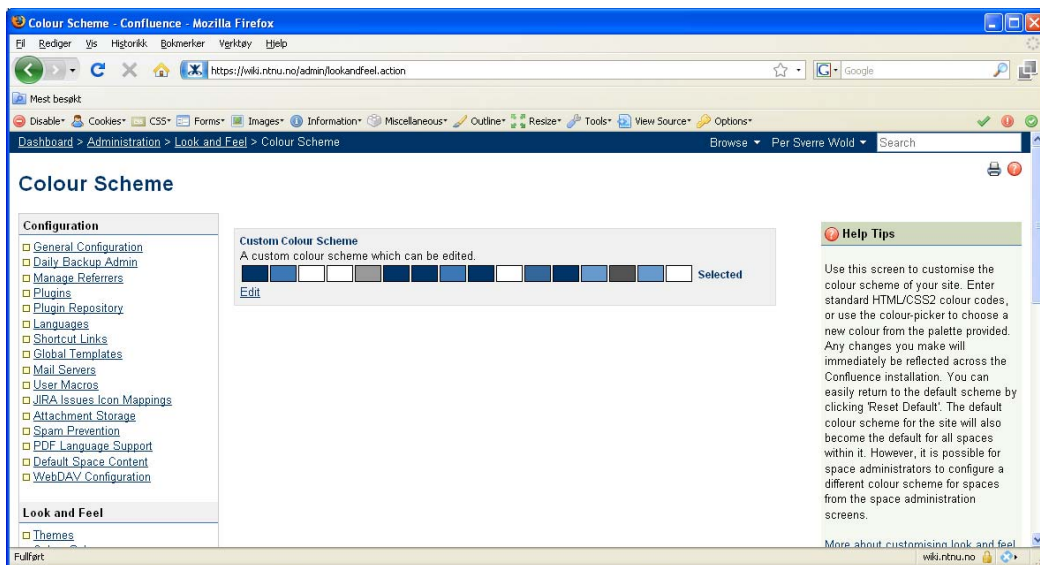 Colour Scheme - Confluence - Mozilla Firefox
Fil Rediger Vis Historikk Bokmerker Verktøy Hjelp
https://wiki.ntnu.no/admin/lookandfeel.action
G Google
Mest besøkt
Disable Cookies CSS Forms Images Information Miscellaneous Outline Resize Tools View Source Options
Dashboard > Administration > Look and Feel > Colour Scheme Browse Per Sverre Wold Search
Colour Scheme
Configuration
General Configuration
Daily Backup Admin
Manage Referrers
Plugins
Plugin Repository
Languages
Shortcut Links
Global Templates
Mail Servers
User Macros
JIRA Issues Icon Mappings
Attachment Storage
Spam Prevention
PDF Language Support
Default Space Content
WebDAV Configuration
Look and Feel
Themes
Custom Colour Scheme
A custom colour scheme which can be edited.
Selected
Edit
Help Tips
Use this screen to customise the
colour scheme of your site. Enter
standard HTML/CSS2 colour codes,
or use the colour-picker to choose a
new colour from the palette provided.
Any changes you make will
immediately be reflected across the
Confluence installation. You can
easily return to the default scheme by
clicking 'Reset Default'. The default
colour scheme for the site will also
become the default for all spaces
within it. However, it is possible for
space administrators to configure a
different colour scheme for spaces
from the space administration
screens.
More about customising look and feel
Fullført wiki.ntnu.no